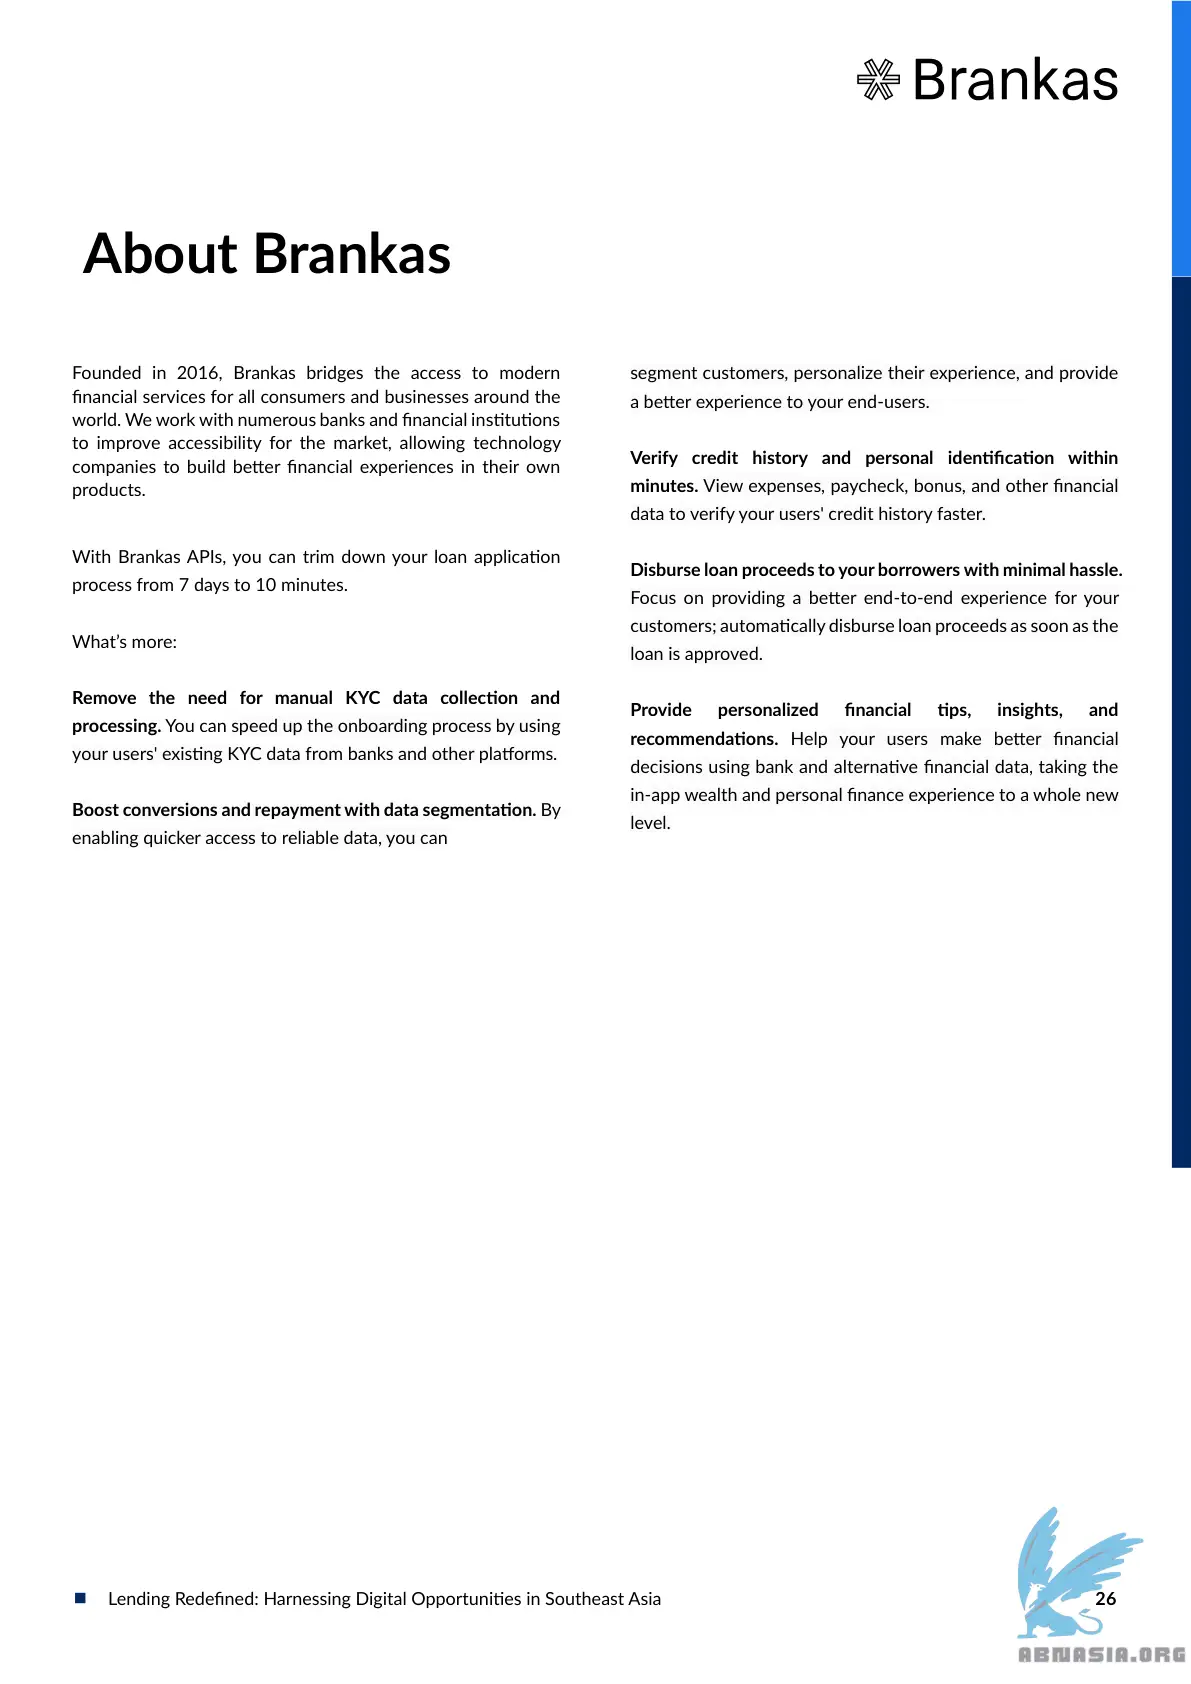 Brankas
About Brankas
Founded in 2016, Brankas bridges the access to modern
financial services for all consumers and businesses around the
world. We work with numerous banks and financial institutions
to improve accessibility for the market, allowing technology
companies to build better financial experiences in their own
products.
With Brankas APIs, you can trim down your loan application
process from 7 days to 10 minutes.
What’s more:
Remove the need for manual KYC data collection and
processing. You can speed up the onboarding process by using
your users' existing KYC data from banks and other platforms.
Boost conversions and repayment with data segmentation. By
enabling quicker access to reliable data, you can
segment customers, personalize their experience, and provide
a better experience to your end-users.
Verify credit history and personal identification within
minutes. View expenses, paycheck, bonus, and other financial
data to verify your users' credit history faster.
Disburse loan proceeds to your borrowers with minimal hassle.
Focus on providing a better end-to-end experience for your
customers; automatically disburse loan proceeds as soon as the
loan is approved.
Provide personalized financial tips, insights, and
recommendations. Help your users make better financial
decisions using bank and alternative financial data, taking the
in-app wealth and personal finance experience to a whole new
level.
Lending Redefined: Harnessing Digital Opportunities in Southeast Asia
26
ABNASIA.ORG